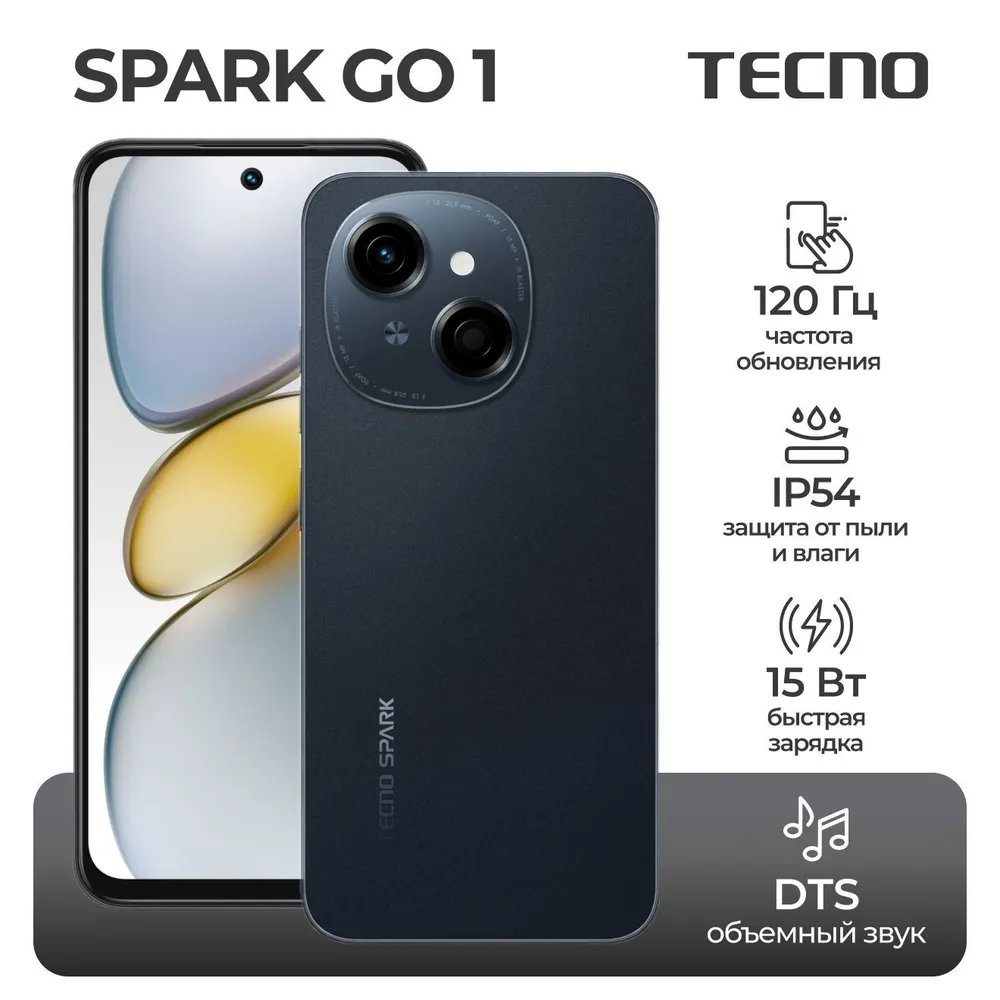 SPARK GO 1
TECNO
120 Гц
частота
обновления
IP54
защита от пыли
и влаги
15 Вт
быстрая
зарядка
DTS
объемный звук
TECNO SPARK